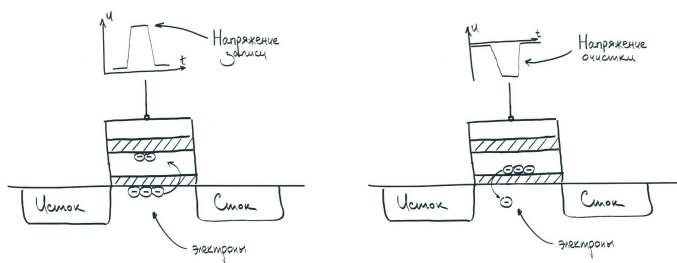 U
t
Напряжение
записи
Исток
Сток
электроны
U
t
Напряжение
очистки
Исток
Сток
электроны